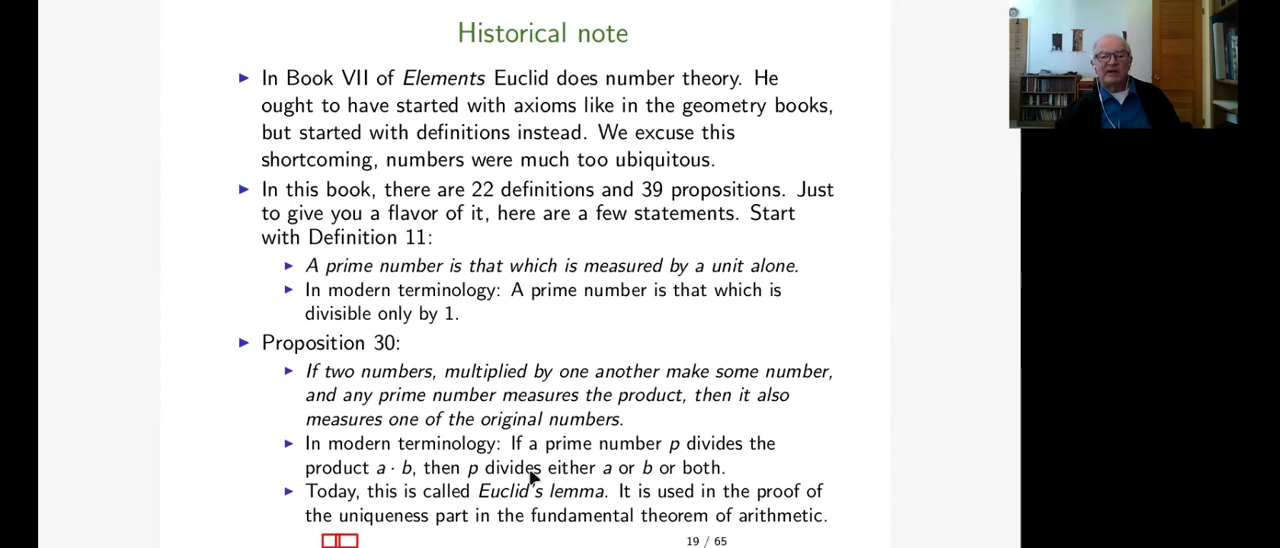 Historical note
▶ In Book VII of Elements Euclid does number theory. He
ought to have started with axioms like in the geometry books,
but started with definitions instead. We excuse this
shortcoming, numbers were much too ubiquitous.
▶ In this book, there are 22 definitions and 39 propositions. Just
to give you a flavor of it, here are a few statements. Start
with Definition 11:
▶ A prime number is that which is measured by a unit alone.
▶ In modern terminology: A prime number is that which is
divisible only by 1.
▶ Proposition 30:
▶ If two numbers, multiplied by one another make some number,
and any prime number measures the product, then it also
measures one of the original numbers.
▶ In modern terminology: If a prime number p divides the
product a · b, then p divides either a or b or both.
▶ Today, this is called Euclid's lemma. It is used in the proof of
the uniqueness part in the fundamental theorem of arithmetic.
19 / 65